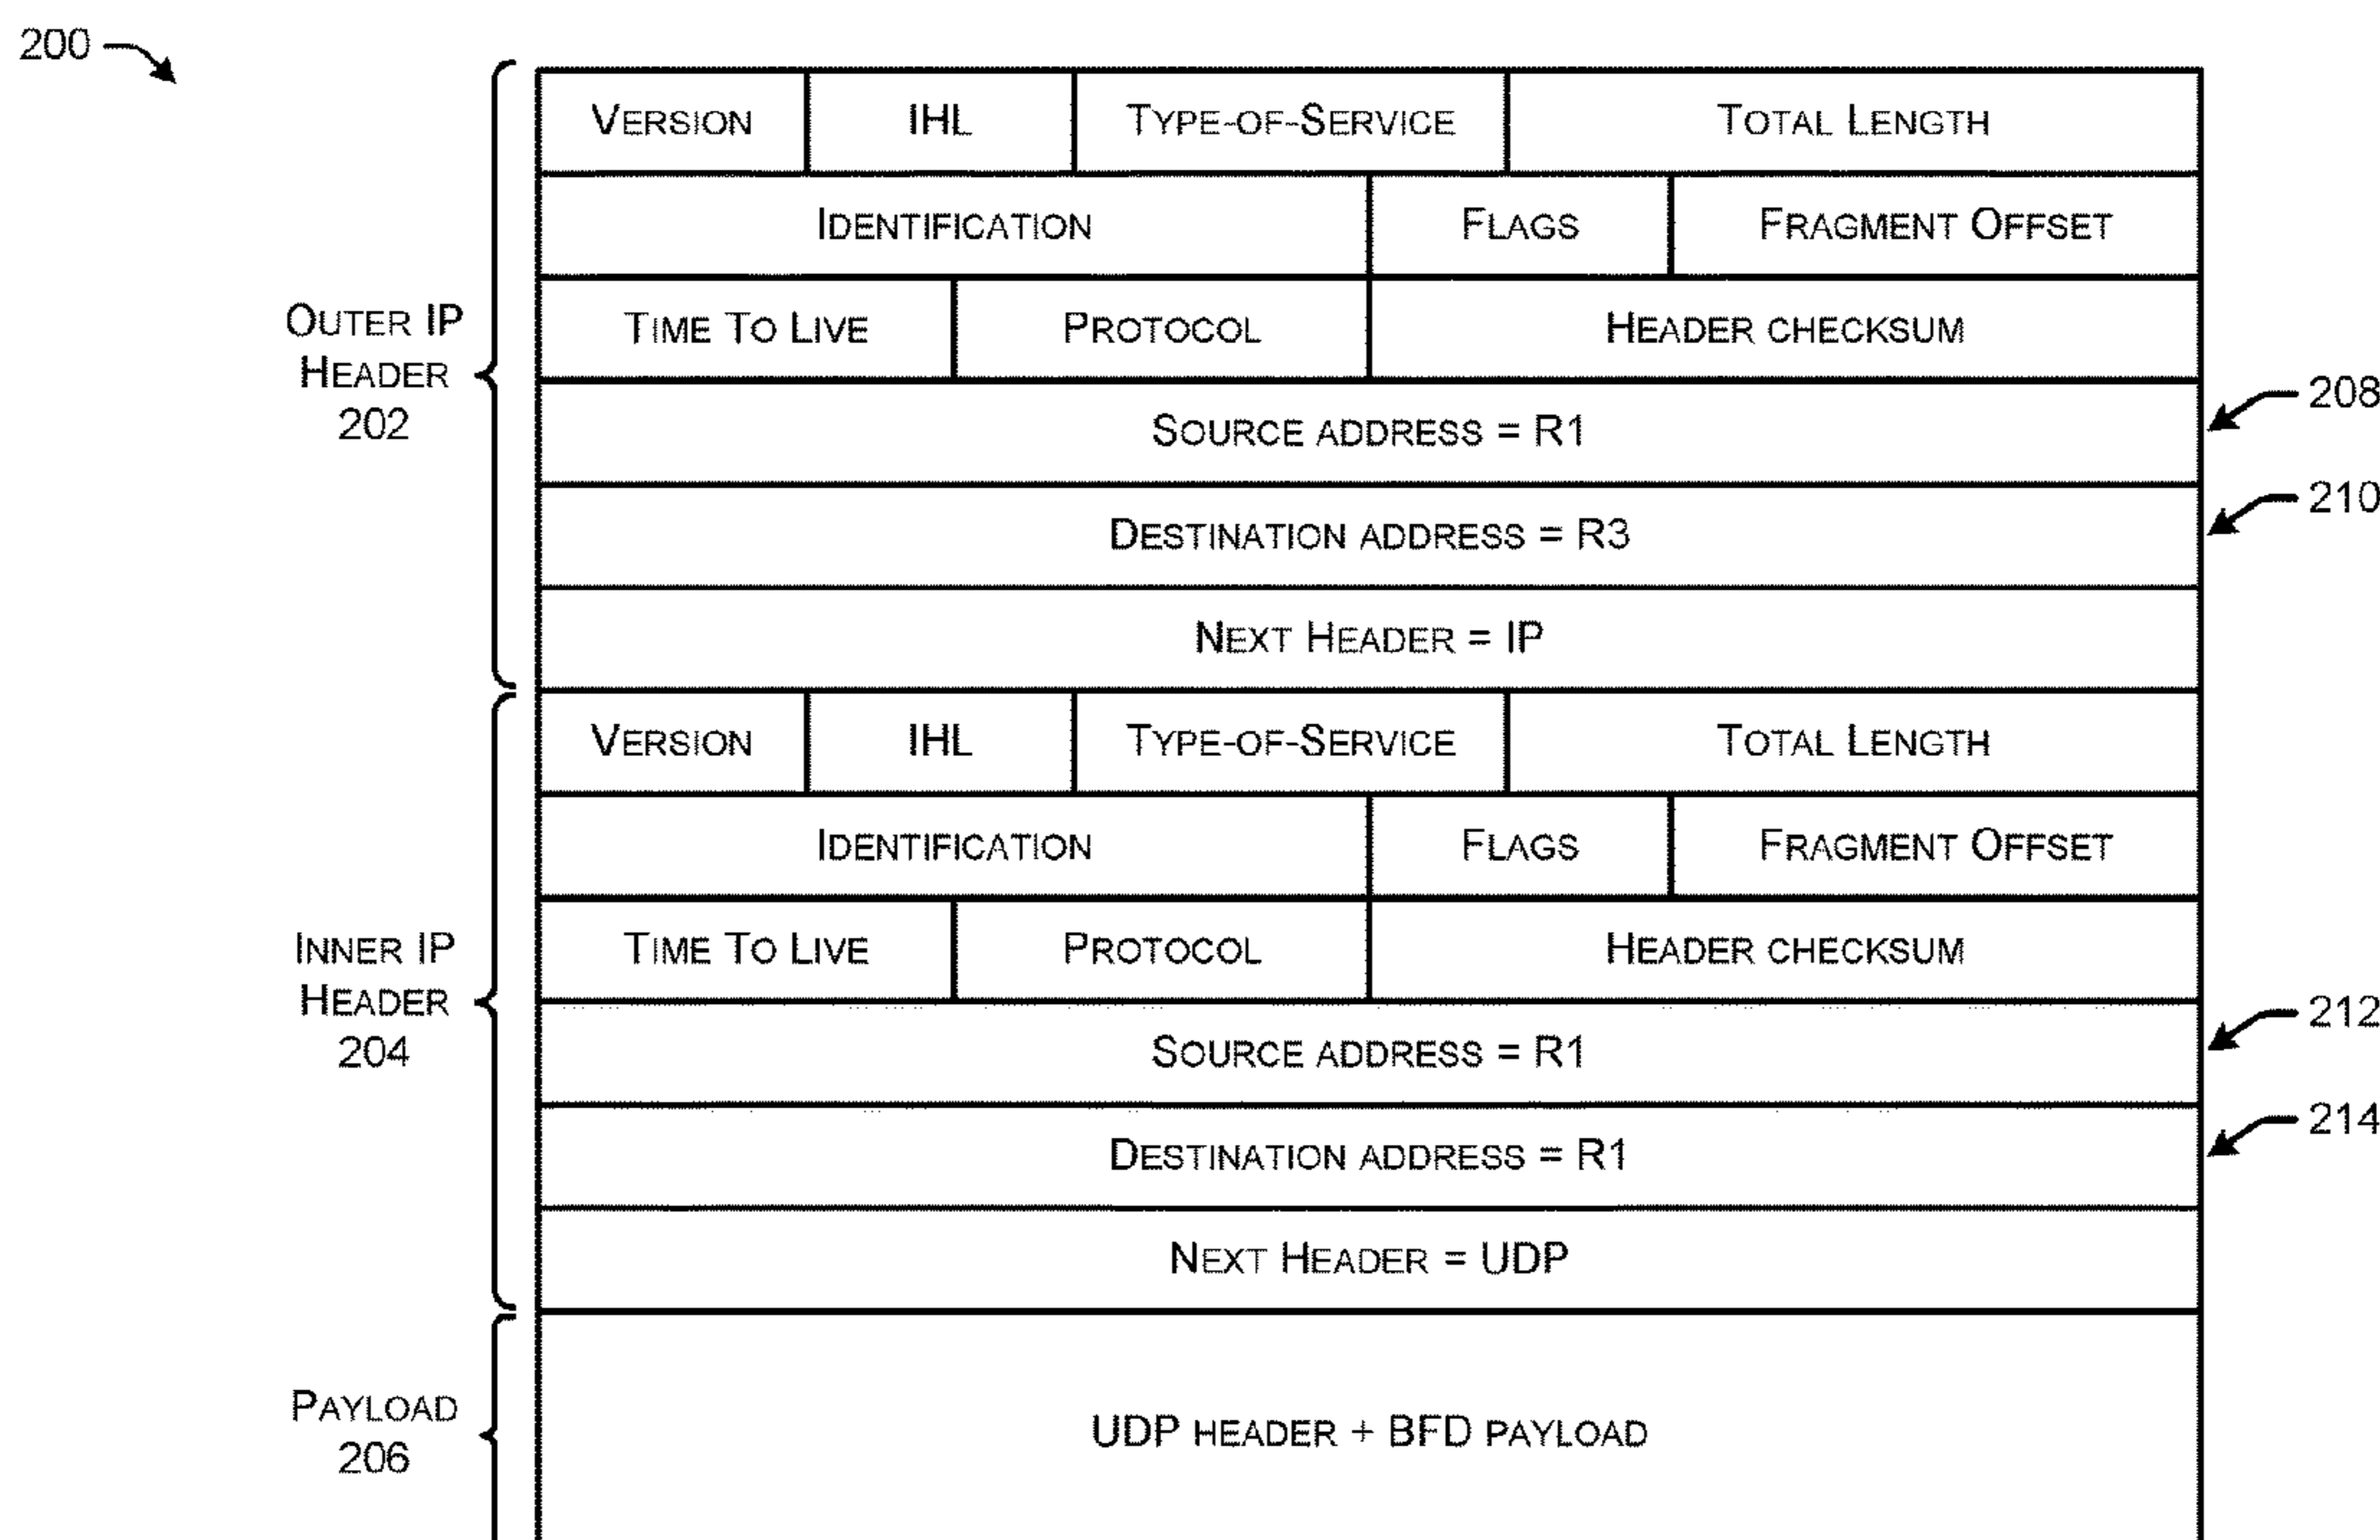 200
VERSION IHL TYPE-OF-SERVICE TOTAL LENGTH
IDENTIFICATION FLAGS FRAGMENT OFFSET
OUTER IP
HEADER
202
TIME TO LIVE PROTOCOL HEADER CHECKSUM
SOURCE ADDRESS = R1
208
DESTINATION ADDRESS = R3
210
NEXT HEADER = IP
VERSION IHL TYPE-OF-SERVICE TOTAL LENGTH
IDENTIFICATION FLAGS FRAGMENT OFFSET
INNER IP
HEADER
204
TIME TO LIVE PROTOCOL HEADER CHECKSUM
SOURCE ADDRESS = R1
212
DESTINATION ADDRESS = R1
214
NEXT HEADER = UDP
PAYLOAD
206
UDP HEADER + BFD PAYLOAD